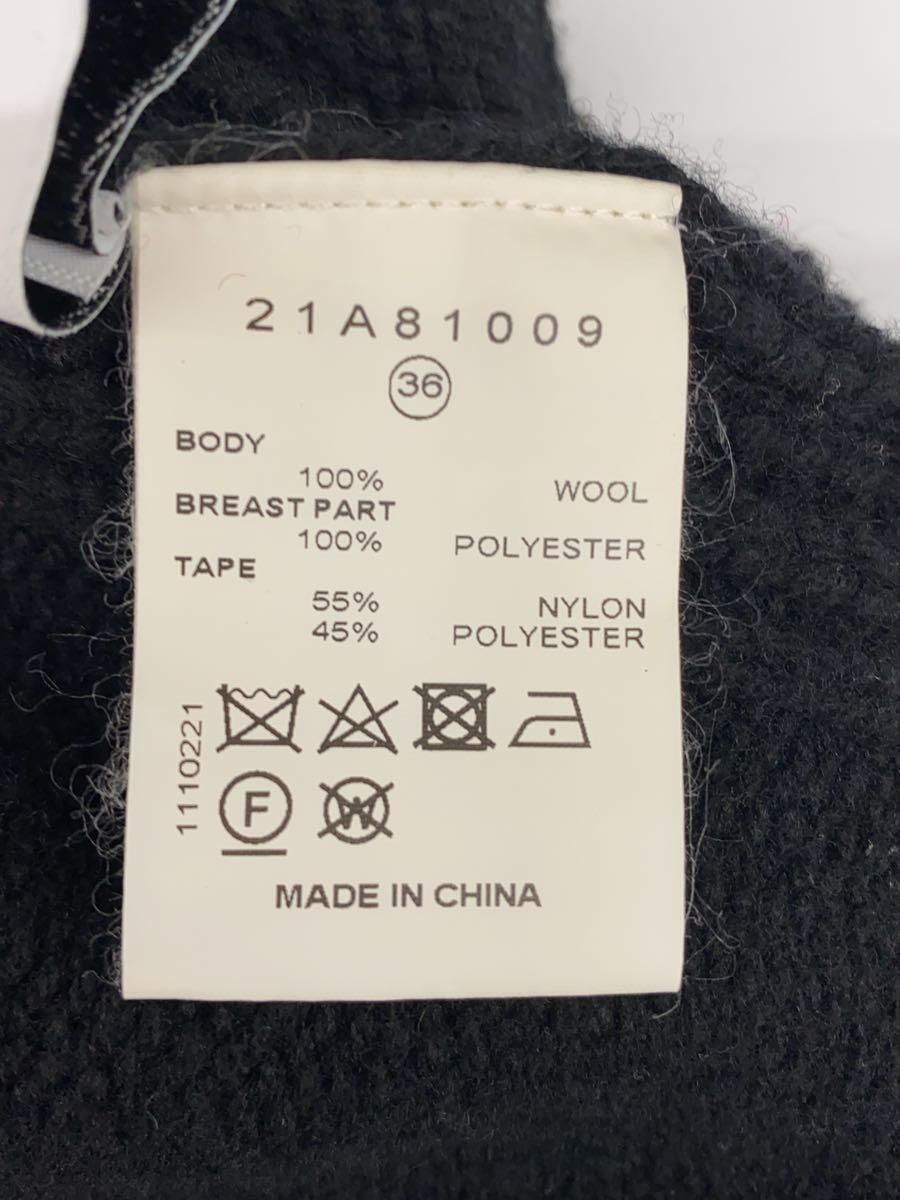 21A81009
36
BODY
100% WOOL
BREAST PART
100% POLYESTER
TAPE
55% NYLON
45% POLYESTER
1110221
F
W
MADE IN CHINA